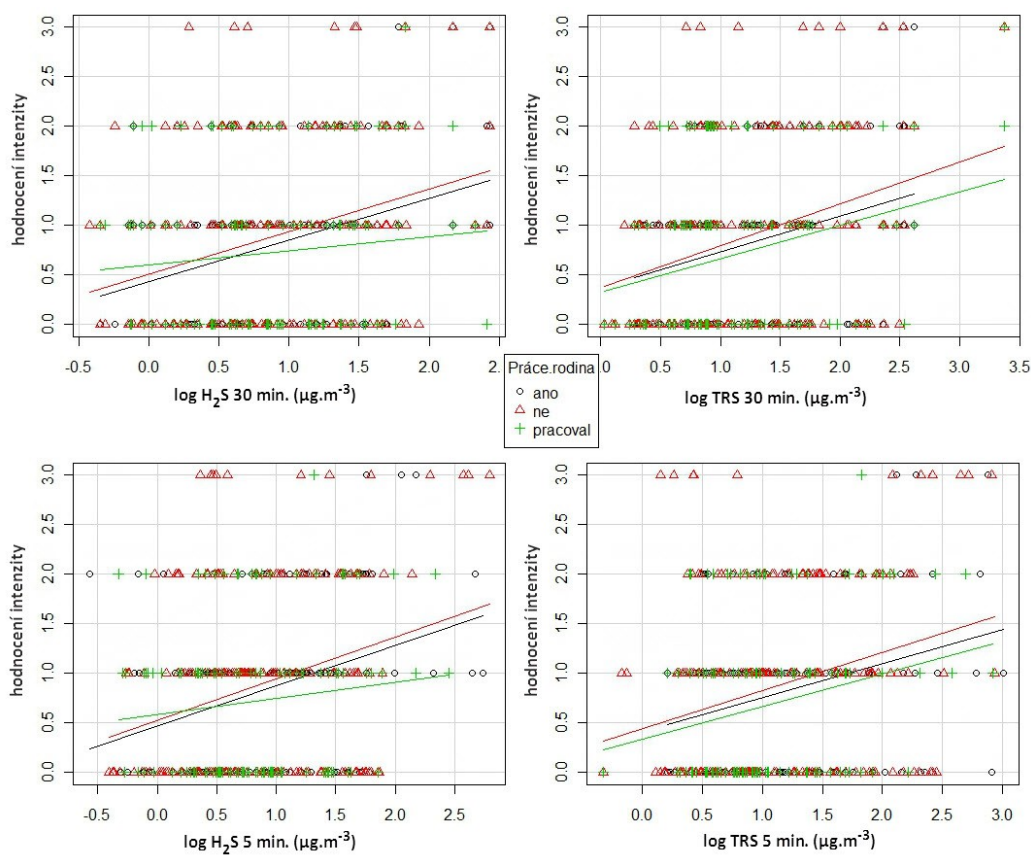 hodnocení intenzity
3.0
2.5
2.0
1.5
1.0
0.5
0.0
-0.5 0.0 0.5 1.0 1.5 2.0 2.
log H₂S 30 min. (µg.m⁻³)
hodnocení intenzity
3.0
2.5
2.0
1.5
1.0
0.5
0.0
0.0 0.5 1.0 1.5 2.0 2.5 3.0 3.5
log TRS 30 min. (µg.m⁻³)
Práce.rodina
ano
ne
pracoval
hodnocení intenzity
3.0
2.5
2.0
1.5
1.0
0.5
0.0
-0.5 0.0 0.5 1.0 1.5 2.0 2.5
log H₂S 5 min. (µg.m⁻³)
hodnocení intenzity
3.0
2.5
2.0
1.5
1.0
0.5
0.0
0.0 0.5 1.0 1.5 2.0 2.5 3.0
log TRS 5 min. (µg.m⁻³)